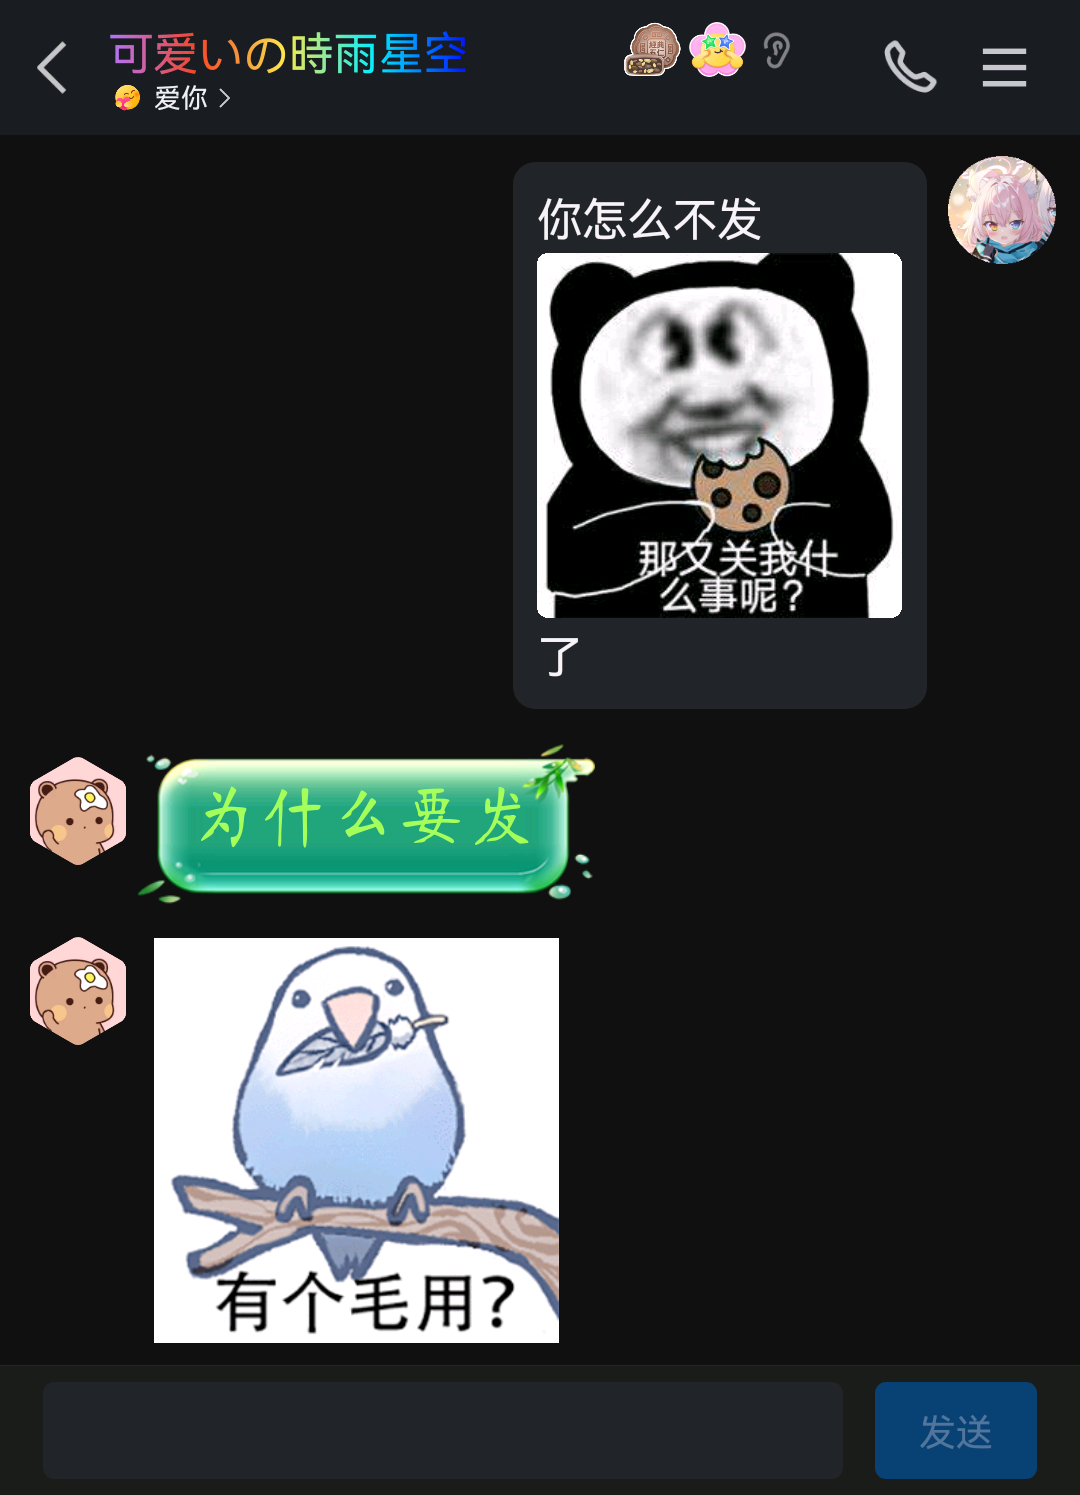 可爱いの時雨星空
爱你
你怎么不发
那又关我什
么事呢？
了
为什么要发
有个毛用?
发送